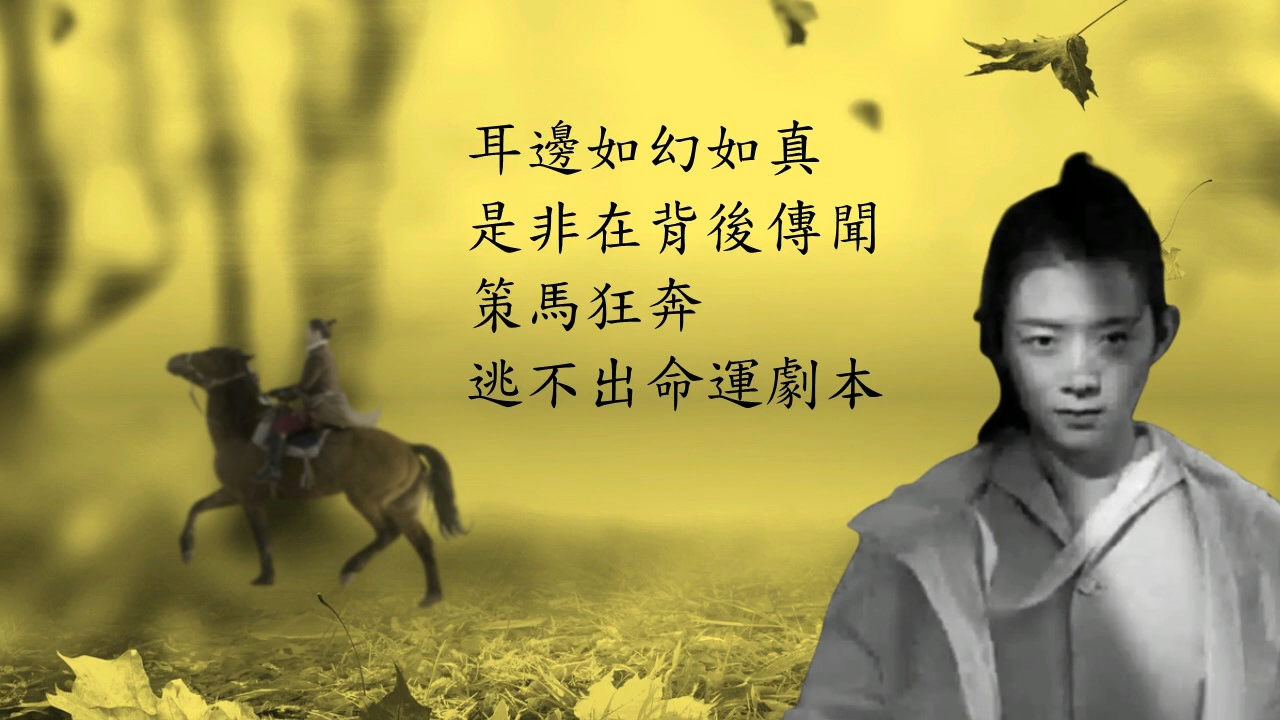 耳邊如幻如真
是非在背後傳聞
策馬狂奔
逃不出命運劇本